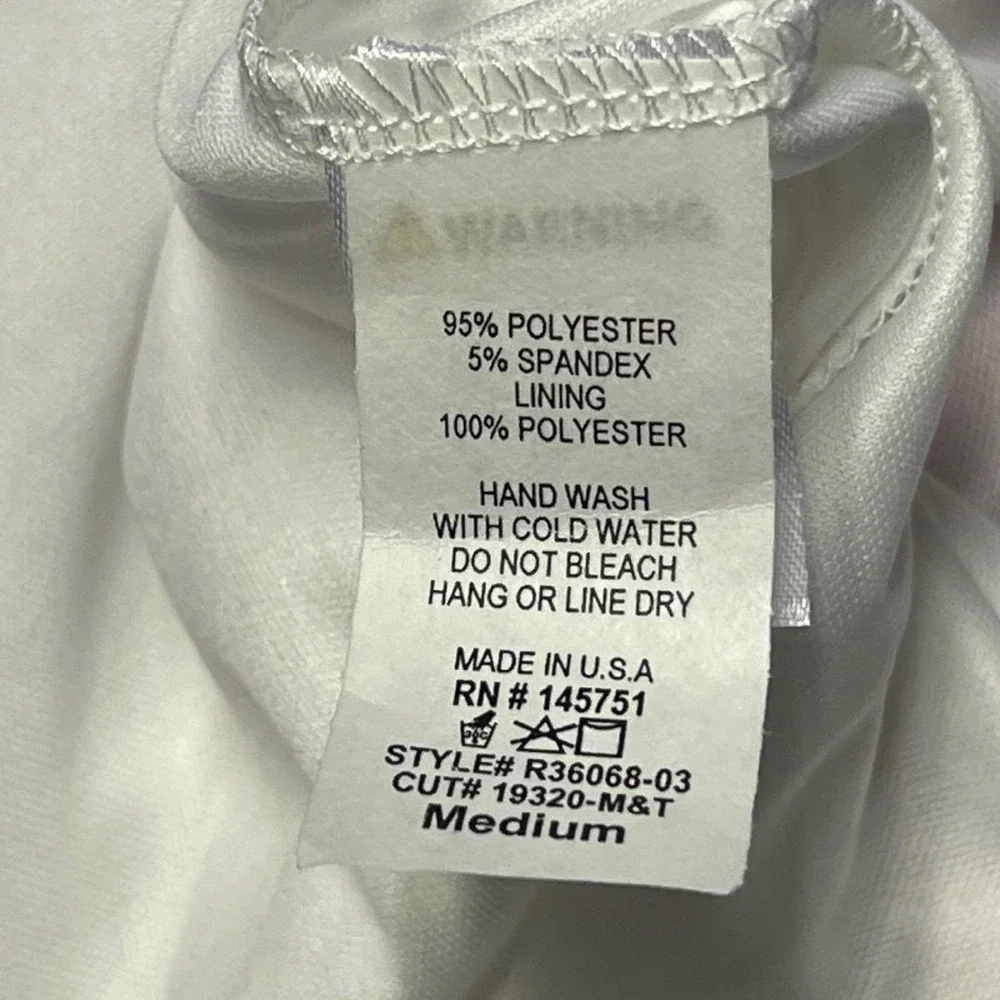 WARNING
95% POLYESTER
5% SPANDEX
LINING
100% POLYESTER
HAND WASH
WITH COLD WATER
DO NOT BLEACH
HANG OR LINE DRY
MADE IN U.S.A
RN # 145751
STYLE# R36068-03
CUT# 19320-M&T
Medium